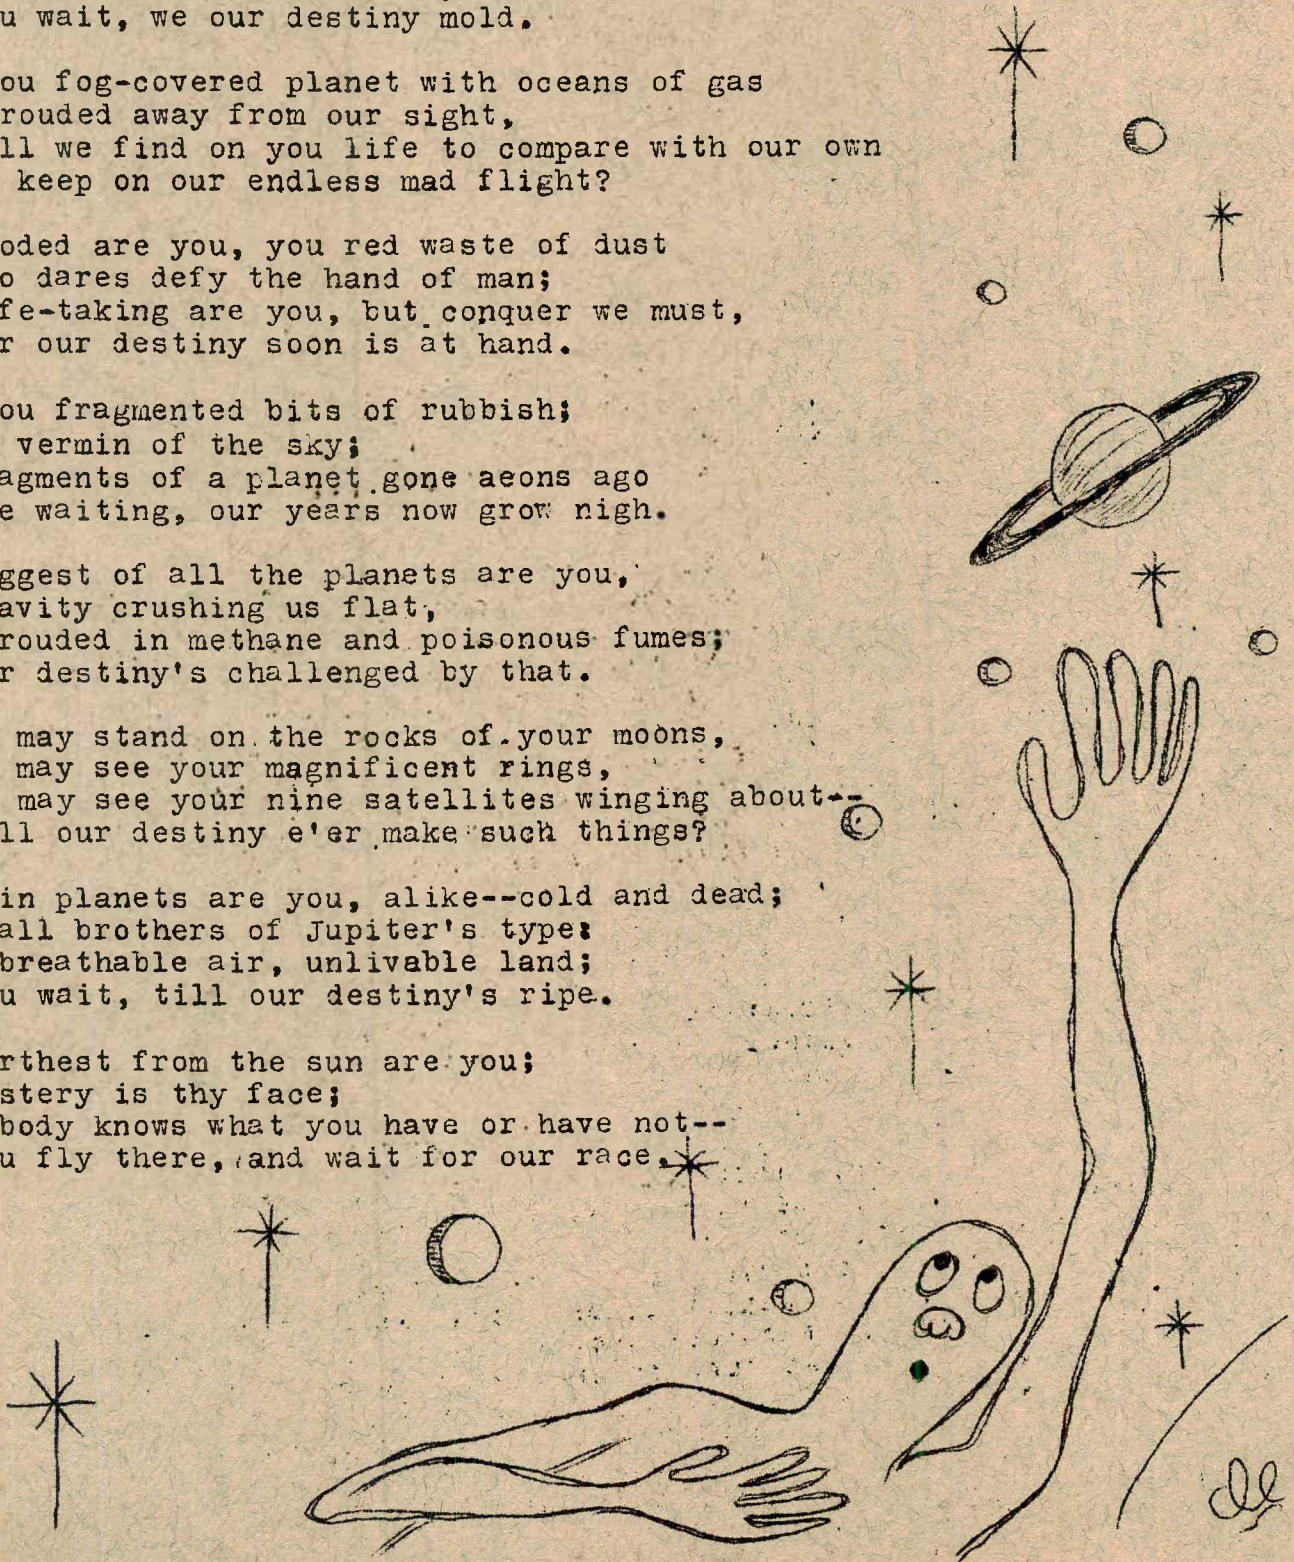 u wait, we our destiny mold.
ou fog-covered planet with oceans of gas
rouded away from our sight,
ll we find on you life to compare with our own
keep on our endless mad flight?
oded are you, you red waste of dust
o dares defy the hand of man;
fe-taking are you, but conquer we must,
r our destiny soon is at hand.
ou fragmented bits of rubbish;
vermin of the sky;
agments of a planet gone aeons ago
e waiting, our years now grow nigh.
ggest of all the planets are you,
avity crushing us flat,
rouded in methane and poisonous fumes;
r destiny's challenged by that.
may stand on the rocks of your moons,
may see your magnificent rings,
may see your nine satellites winging about--
ll our destiny e'er make such things?
in planets are you, alike--cold and dead;
all brothers of Jupiter's type:
breathable air, unlivable land;
u wait, till our destiny's ripe.
rthest from the sun are you;
stery is thy face;
body knows what you have or have not--
u fly there, and wait for our race.